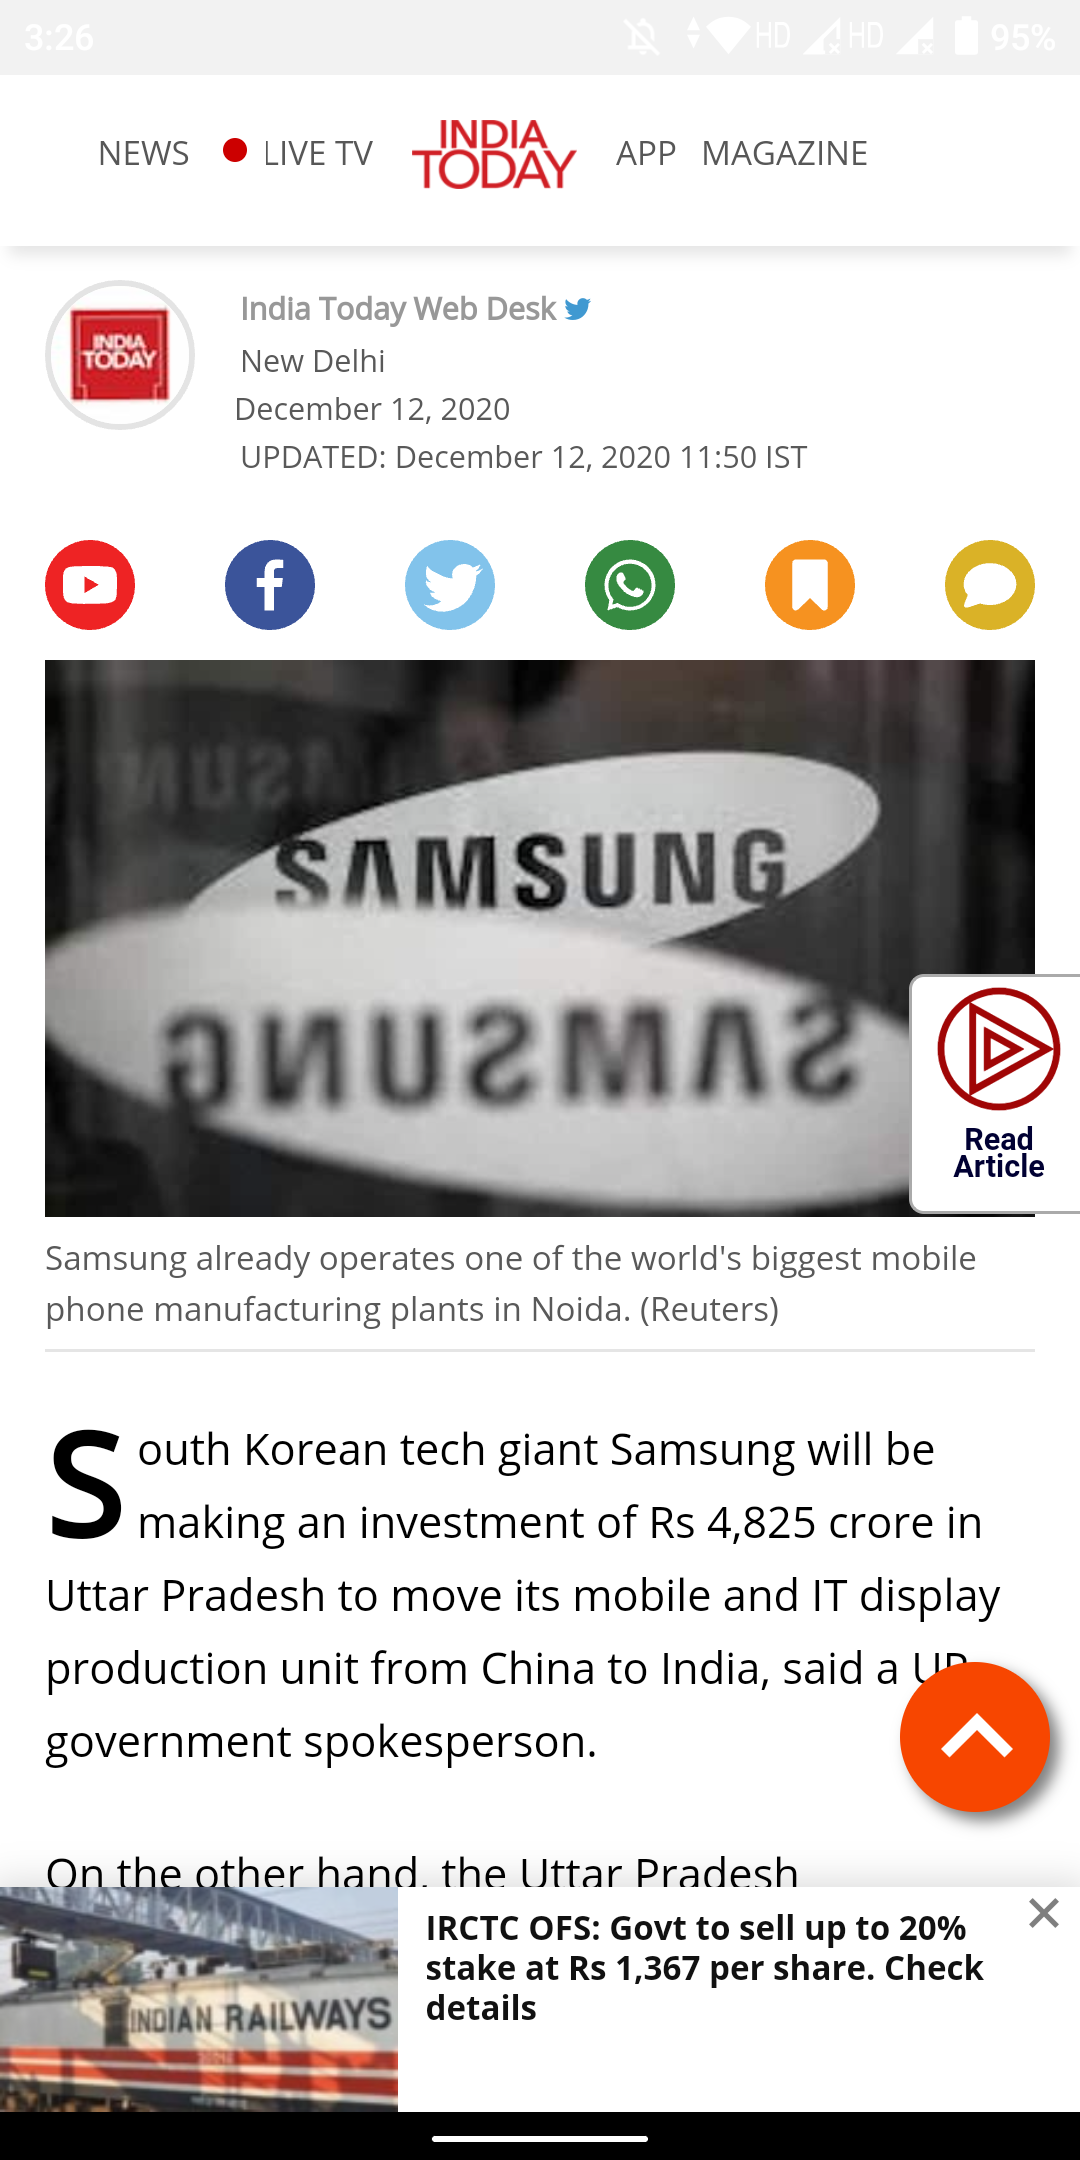 3:26 HD HD 95%
NEWS LIVE TV INDIA TODAY APP MAGAZINE
INDIA
TODAY
India Today Web Desk
New Delhi
December 12, 2020
UPDATED: December 12, 2020 11:50 IST
SAMSUNG
SAMSUNG
SAMSUNG
Read
Article
Samsung already operates one of the world's biggest mobile
phone manufacturing plants in Noida. (Reuters)
South Korean tech giant Samsung will be
making an investment of Rs 4,825 crore in
Uttar Pradesh to move its mobile and IT display
production unit from China to India, said a UP
government spokesperson.
On the other hand, the Uttar Pradesh
IRCTC OFS: Govt to sell up to 20%
stake at Rs 1,367 per share. Check
details
INDIAN RAILWAYS